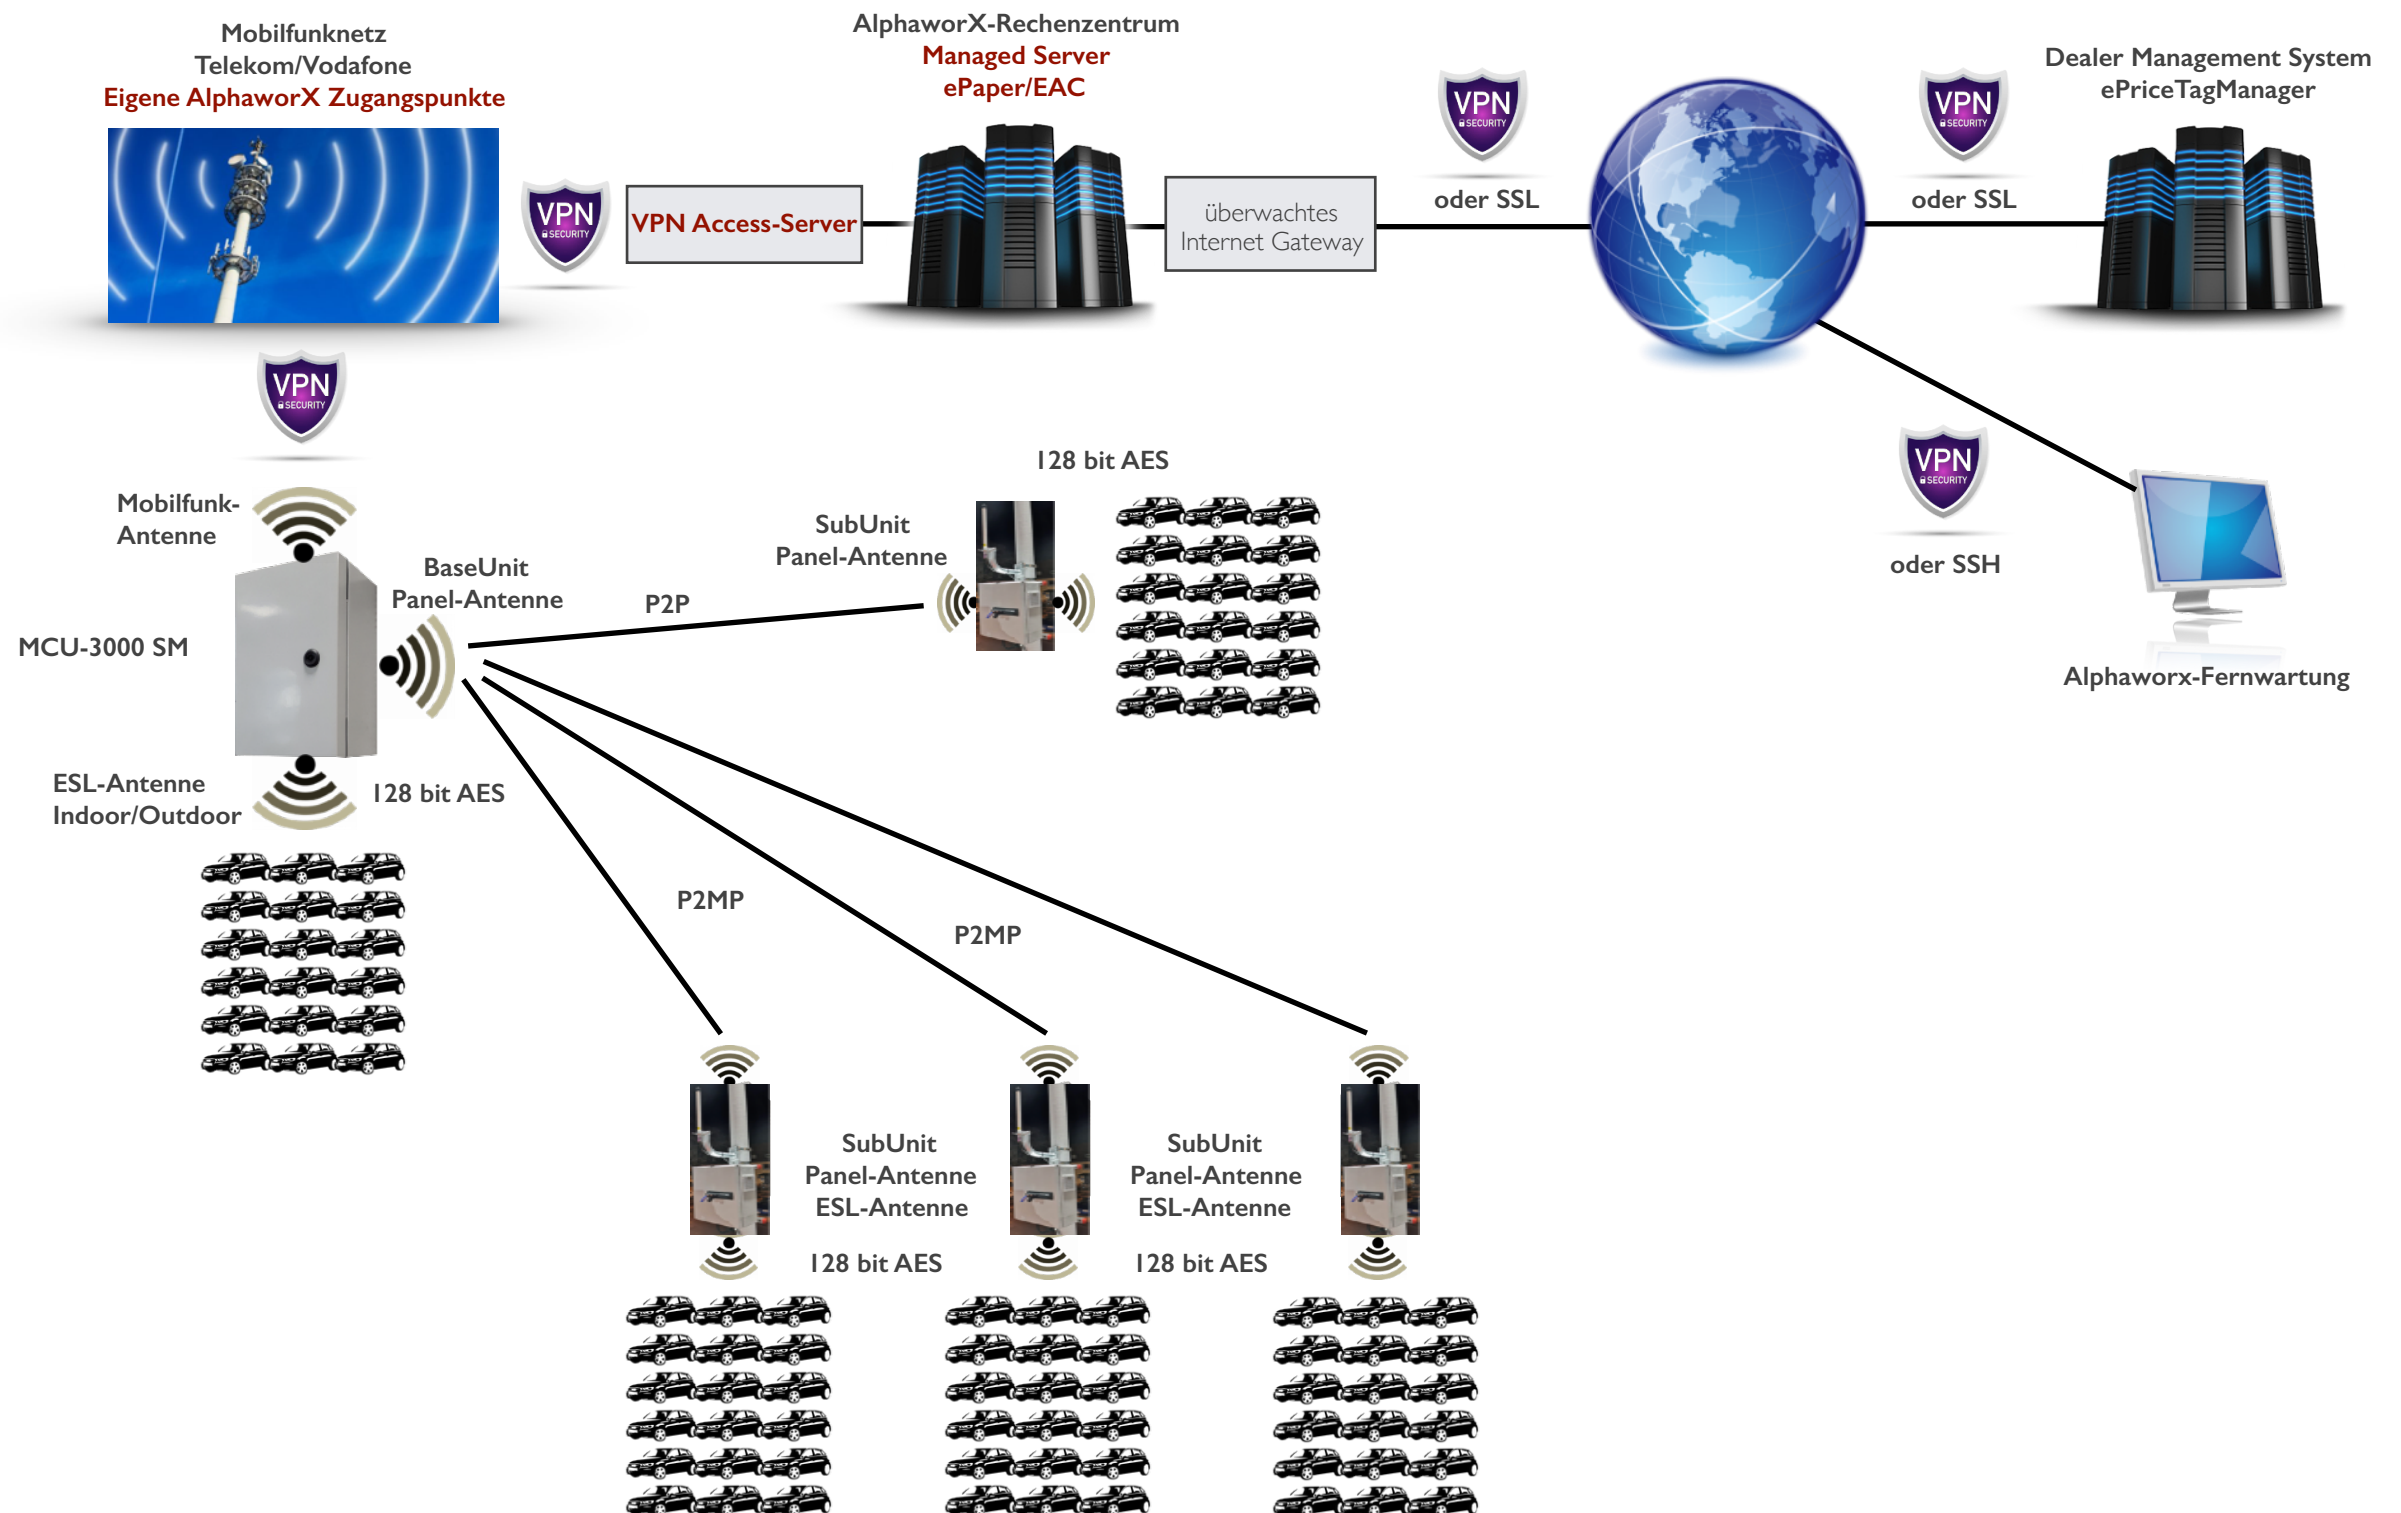 Mobilfunknetz
Telekom/Vodafone
Eigene AlphaworX Zugangspunkte
AlphaworX-Rechenzentrum
Managed Server
ePaper/EAC
Dealer Management System
ePriceTagManager
VPN
SECURITY
oder SSL
VPN
SECURITY
oder SSL
VPN
SECURITY
VPN Access-Server
überwachtes
Internet Gateway
VPN
SECURITY
Mobilfunk-
Antenne
BaseUnit
Panel-Antenne
MCU-3000 SM
ESL-Antenne
Indoor/Outdoor
128 bit AES
P2P
SubUnit
Panel-Antenne
128 bit AES
VPN
SECURITY
oder SSH
Alphaworx-Fernwartung
P2MP
P2MP
SubUnit
Panel-Antenne
ESL-Antenne
128 bit AES
SubUnit
Panel-Antenne
ESL-Antenne
128 bit AES